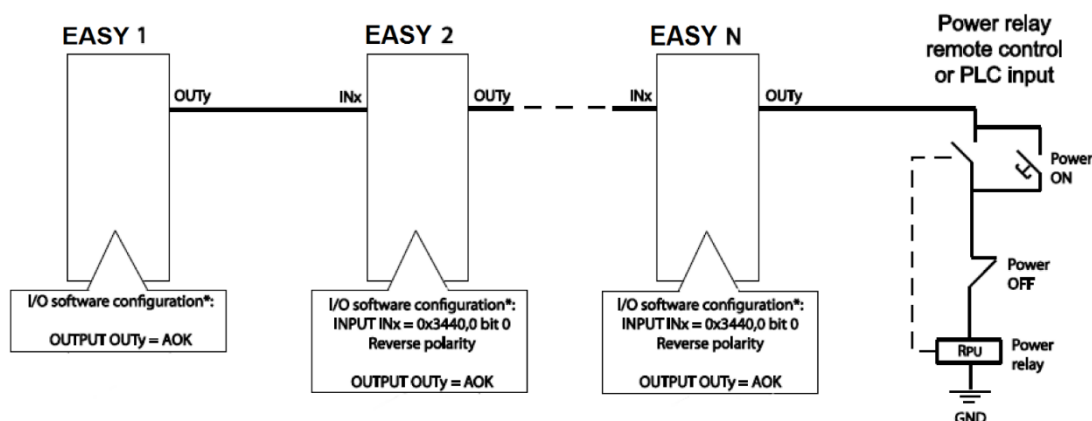 EASY 1
EASY 2
EASY N
Power relay
remote control
or PLC input
OUTy
INx
OUTy
INx
OUTy
Power
ON
Power
OFF
I/O software configuration*:
OUTPUT OUTy = AOK
I/O software configuration*:
INPUT INx = 0x3440,0 bit 0
Reverse polarity
OUTPUT OUTy = AOK
I/O software configuration*:
INPUT INx = 0x3440,0 bit 0
Reverse polarity
OUTPUT OUTy = AOK
RPU
Power
relay
GND